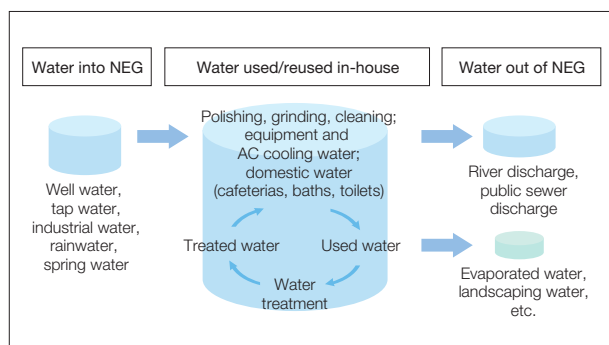 Water into NEG
Water used/reused in-house
Water out of NEG
Well water,
tap water,
industrial water,
rainwater,
spring water
Polishing, grinding, cleaning;
equipment and
AC cooling water;
domestic water
(cafeterias, baths, toilets)
Treated water
Used water
Water
treatment
River discharge,
public sewer
discharge
Evaporated water,
landscaping water,
etc.